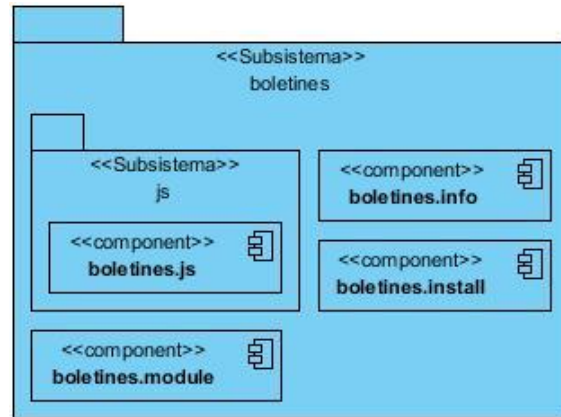 <<Subsistema>>
boletines
<<Subsistema>>
js
<<component>>
boletines.js
<<component>>
boletines.info
<<component>>
boletines.install
<<component>>
boletines.module